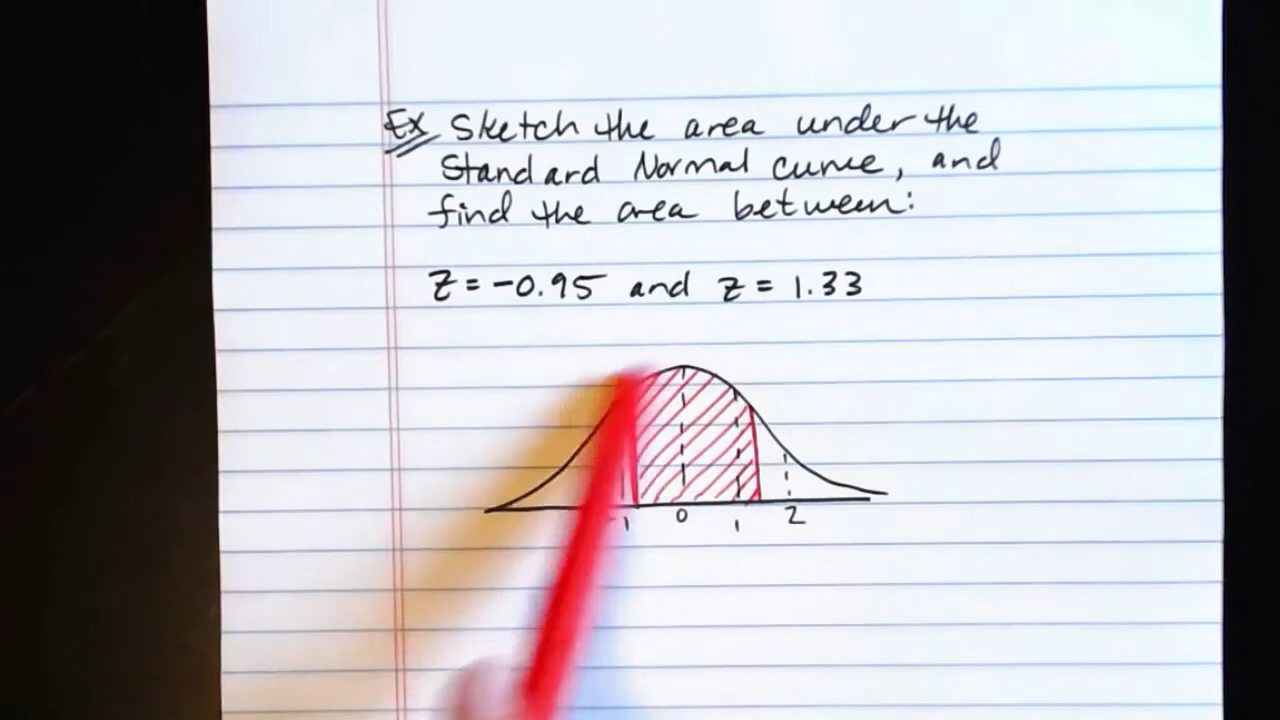 Ex Sketch the area under the
Standard Normal curve, and
find the area between:
Z = -0.95 and z = 1.33
1 0 1 2